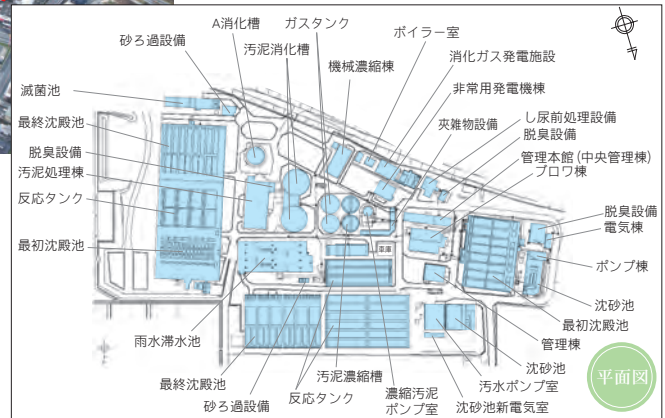 A消化槽
ガスタンク
ボイラー室
砂ろ過設備
汚泥消化槽
機械濃縮棟
消化ガス発電施設
滅菌池
非常用発電機棟
最終沈殿池
夾雑物設備
し尿前処理設備
脱臭設備
脱臭設備
汚泥処理棟
管理本館(中央管理棟)
反応タンク
ブロワ棟
最初沈殿池
脱臭設備
電気棟
車庫
ポンプ棟
沈砂池
雨水滞水池
最初沈殿池
管理棟
最終沈殿池
汚泥濃縮槽
沈砂池
砂ろ過設備
反応タンク
濃縮汚泥
ポンプ室
汚水ポンプ室
沈砂池新電気室
平面図